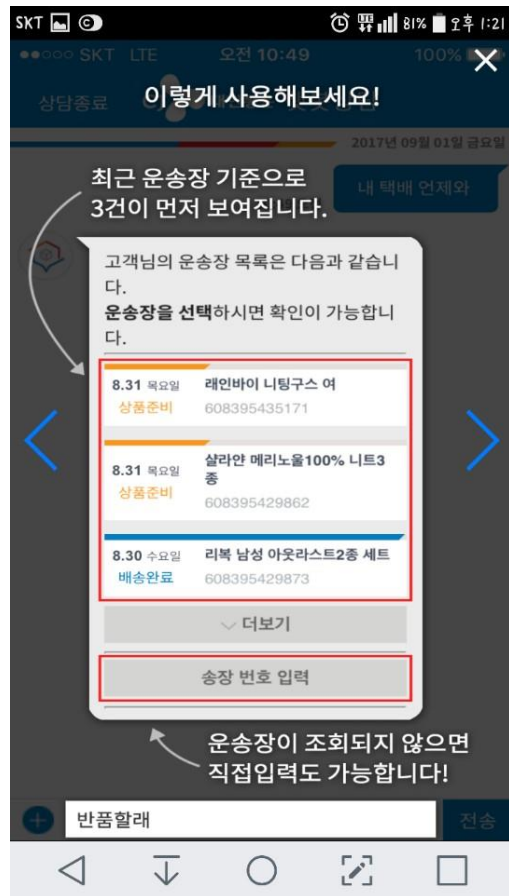 SKT 81% 오후 1:21
SKT LTE 오전 10:49 100%
이렇게 사용해보세요!
상담종료
2017년 09월 01일 금요일
최근 운송장 기준으로
3건이 먼저 보여집니다.
내 택배 언제와
고객님의 운송장 목록은 다음과 같습니
다.
운송장을 선택하시면 확인이 가능합니
다.
8.31 목요일 래인바이 니팅구스 여
상품준비 608395435171
8.31 목요일 샬라얀 메리노울100% 니트3
종
상품준비 608395429862
8.30 수요일 리복 남성 아웃라스트2종 세트
배송완료 608395429873
더보기
송장 번호 입력
운송장이 조회되지 않으면
직접입력도 가능합니다!
반품할래 전송